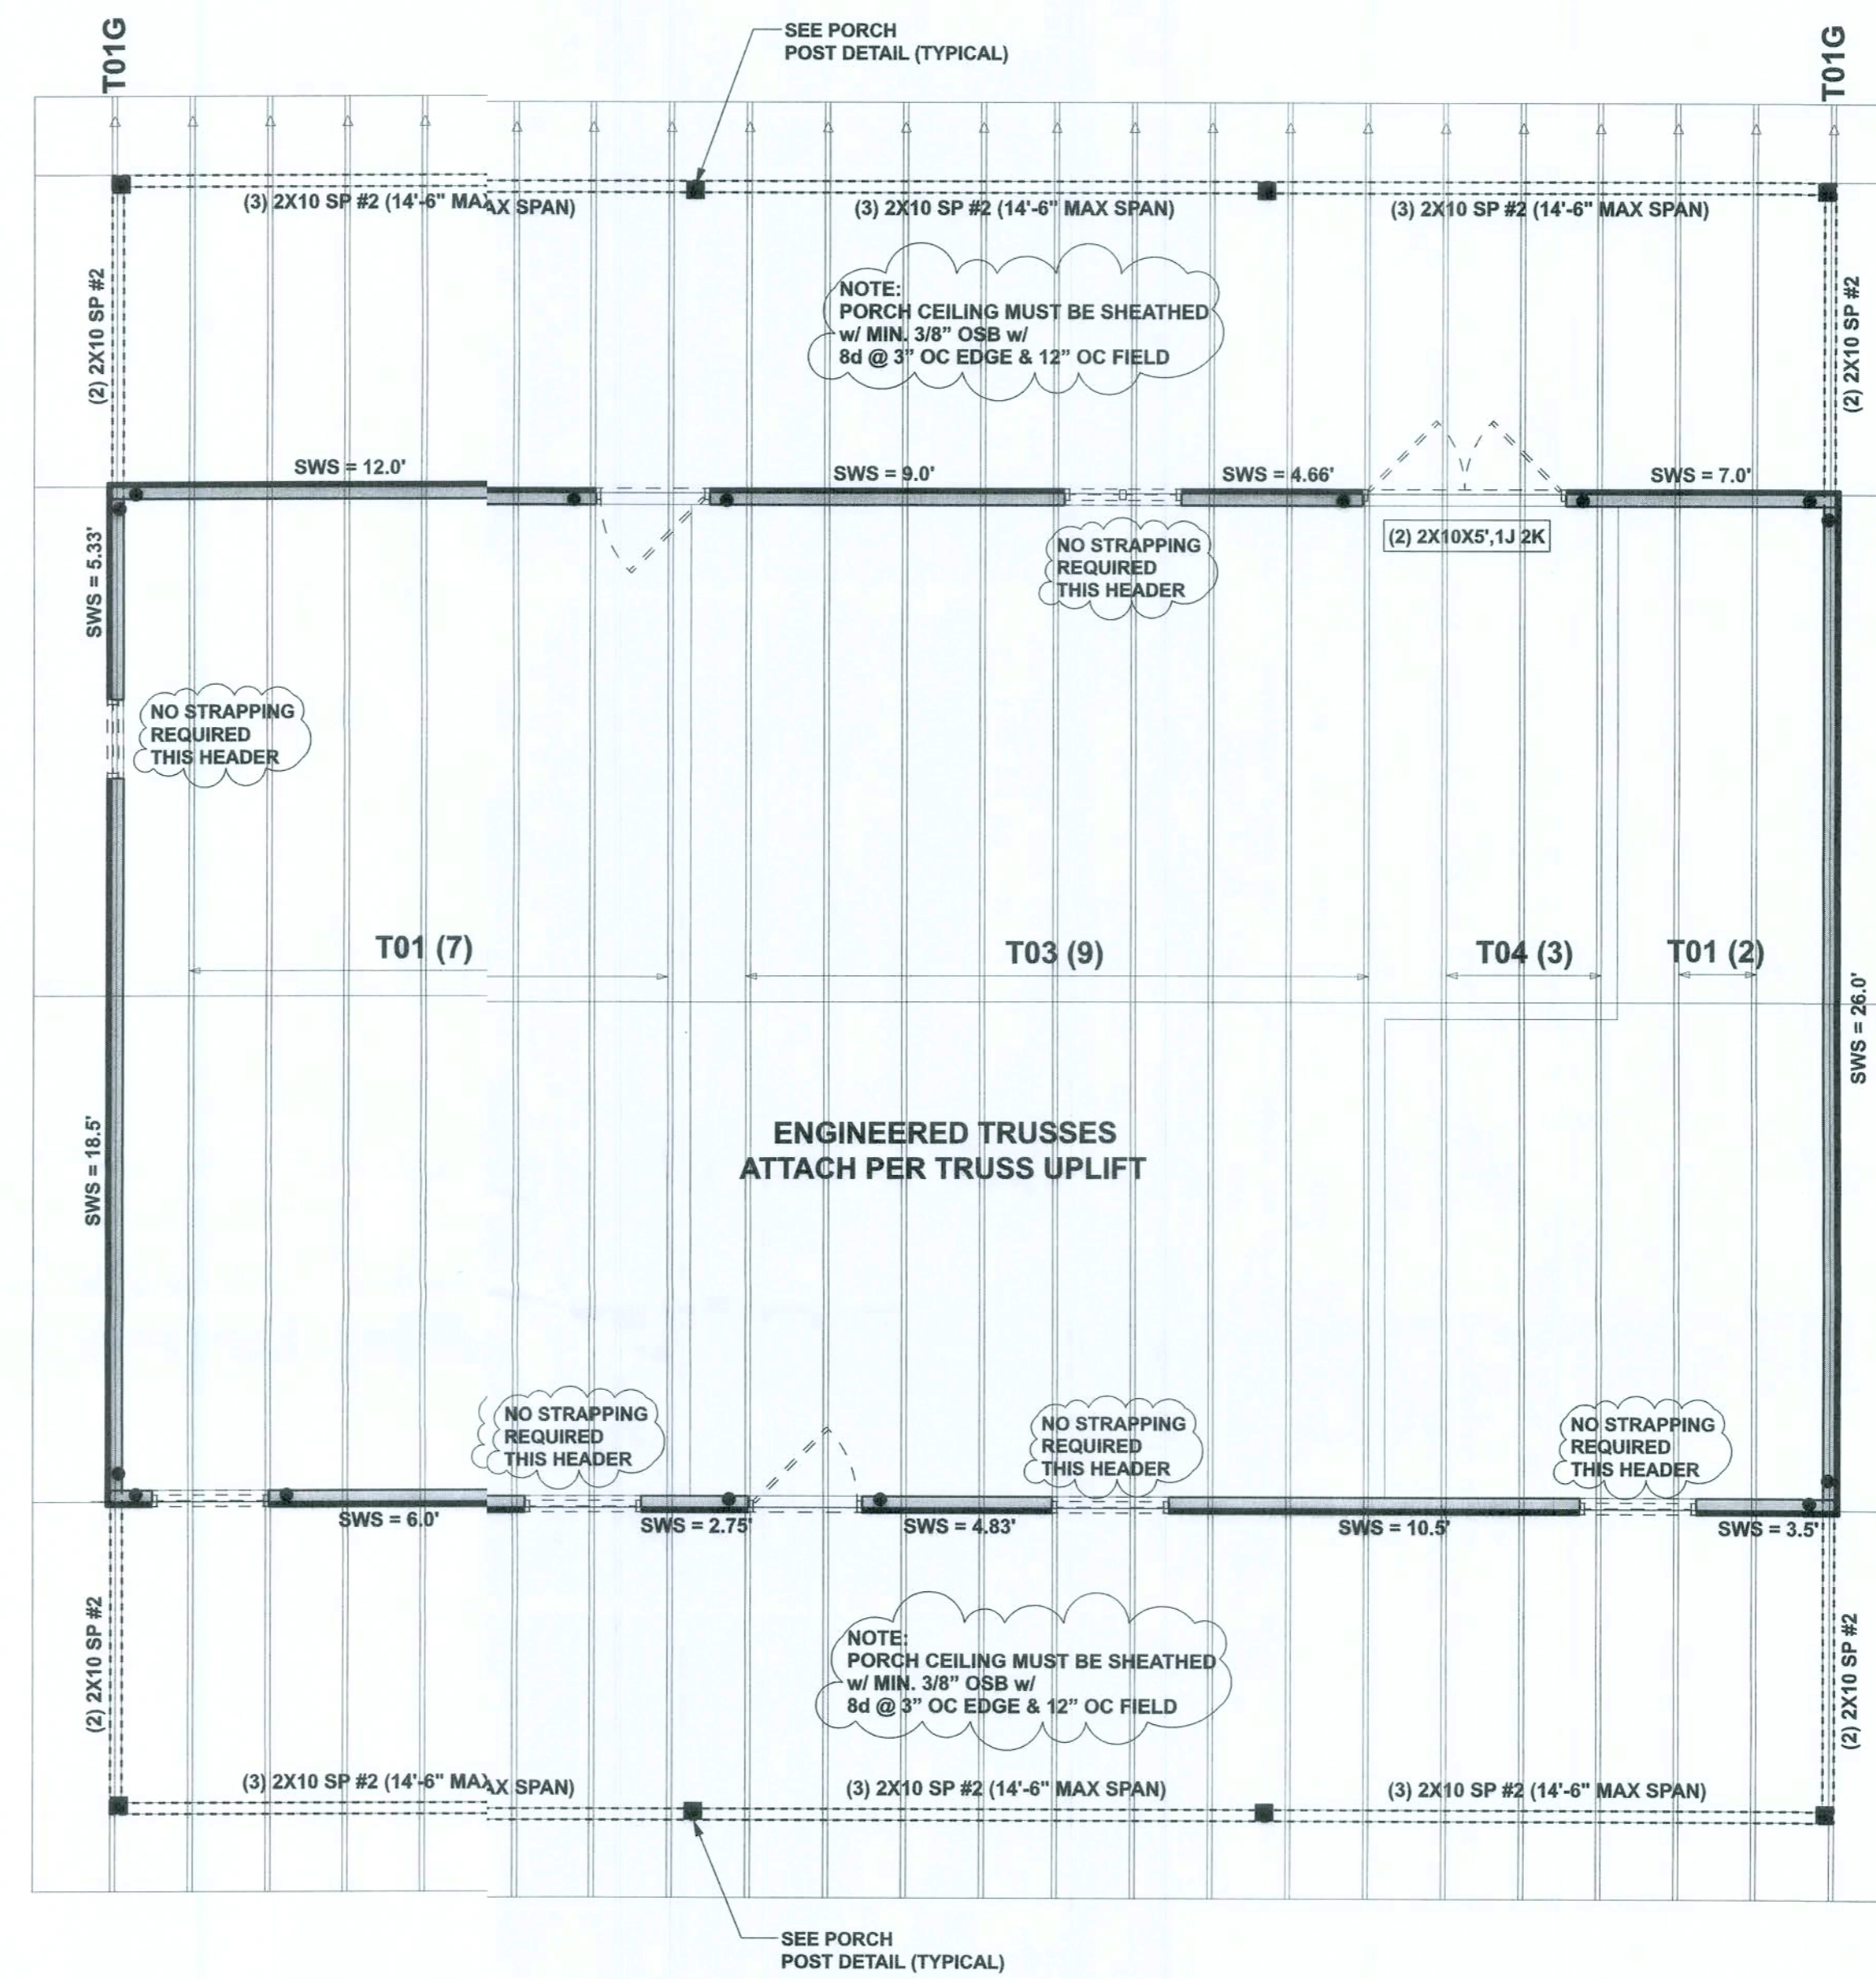 T01G
T01G
SEE PORCH
POST DETAIL (TYPICAL)
(3) 2X10 SP #2 (14'-6" MAX
AX SPAN)
(3) 2X10 SP #2 (14'-6" MAX SPAN)
(3) 2X10 SP #2 (14'-6" MAX SPAN)
(2) 2X10 SP #2
(2) 2X10 SP #2
NOTE:
PORCH CEILING MUST BE SHEATHED
w/ MIN. 3/8” OSB w/
8d @ 3” OC EDGE & 12” OC FIELD
SWS = 12.0'
SWS = 9.0'
SWS = 4.66'
SWS = 7.0'
SWS = 5.33'
(2) 2X10X5',1J 2K
NO STRAPPING
REQUIRED
THIS HEADER
NO STRAPPING
REQUIRED
THIS HEADER
T01 (7)
T03 (9)
T04 (3)
T01 (2)
SWS = 26.0'
SWS = 18.5'
ENGINEERED TRUSSES
ATTACH PER TRUSS UPLIFT
NO STRAPPING
REQUIRED
THIS HEADER
NO STRAPPING
REQUIRED
THIS HEADER
NO STRAPPING
REQUIRED
THIS HEADER
SWS = 6.0'
SWS = 2.75'
SWS = 4.83'
SWS = 10.5'
SWS = 3.5'
(2) 2X10 SP #2
(2) 2X10 SP #2
NOTE:
PORCH CEILING MUST BE SHEATHED
w/ MIN. 3/8” OSB w/
8d @ 3” OC EDGE & 12” OC FIELD
(3) 2X10 SP #2 (14'-6" MAX
AX SPAN)
(3) 2X10 SP #2 (14'-6" MAX SPAN)
(3) 2X10 SP #2 (14'-6" MAX SPAN)
SEE PORCH
POST DETAIL (TYPICAL)